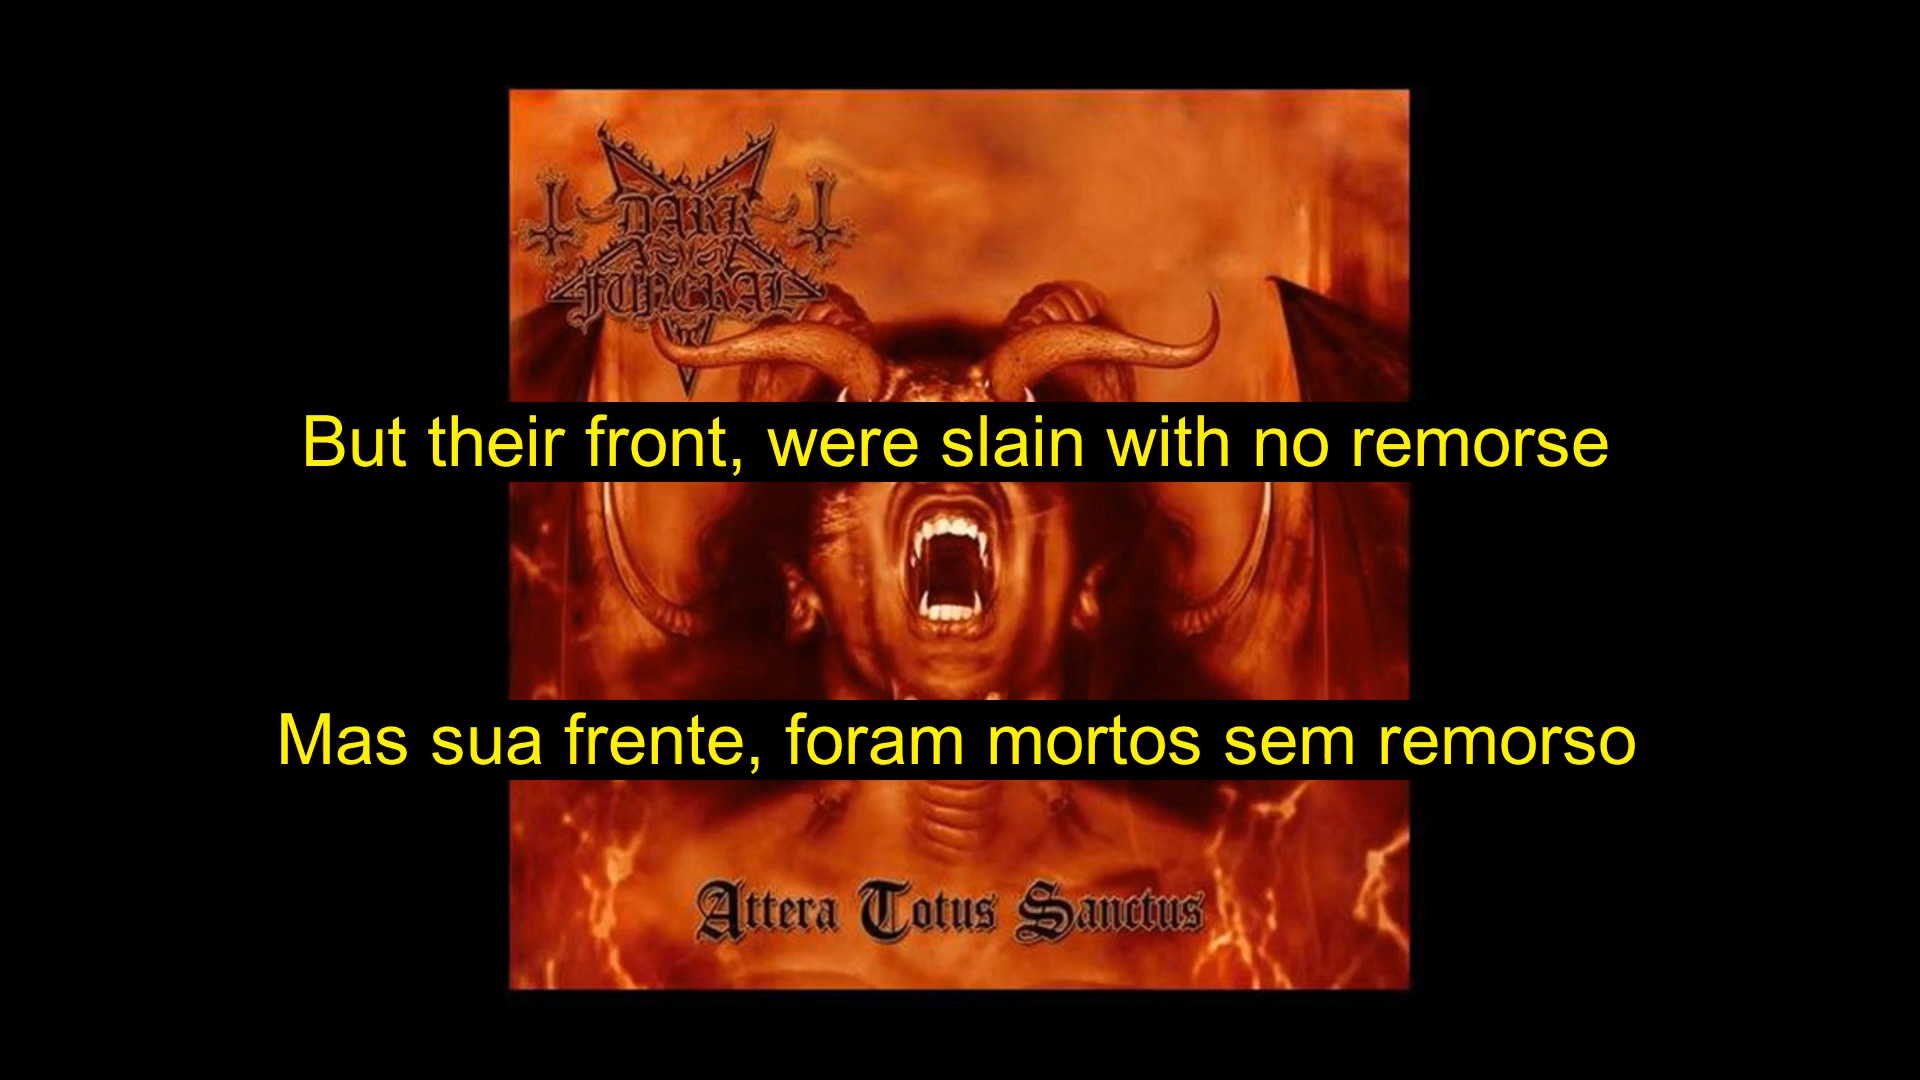 DARK
FUNERAL
But their front, were slain with no remorse
Mas sua frente, foram mortos sem remorso
Attera Totus Sanctus